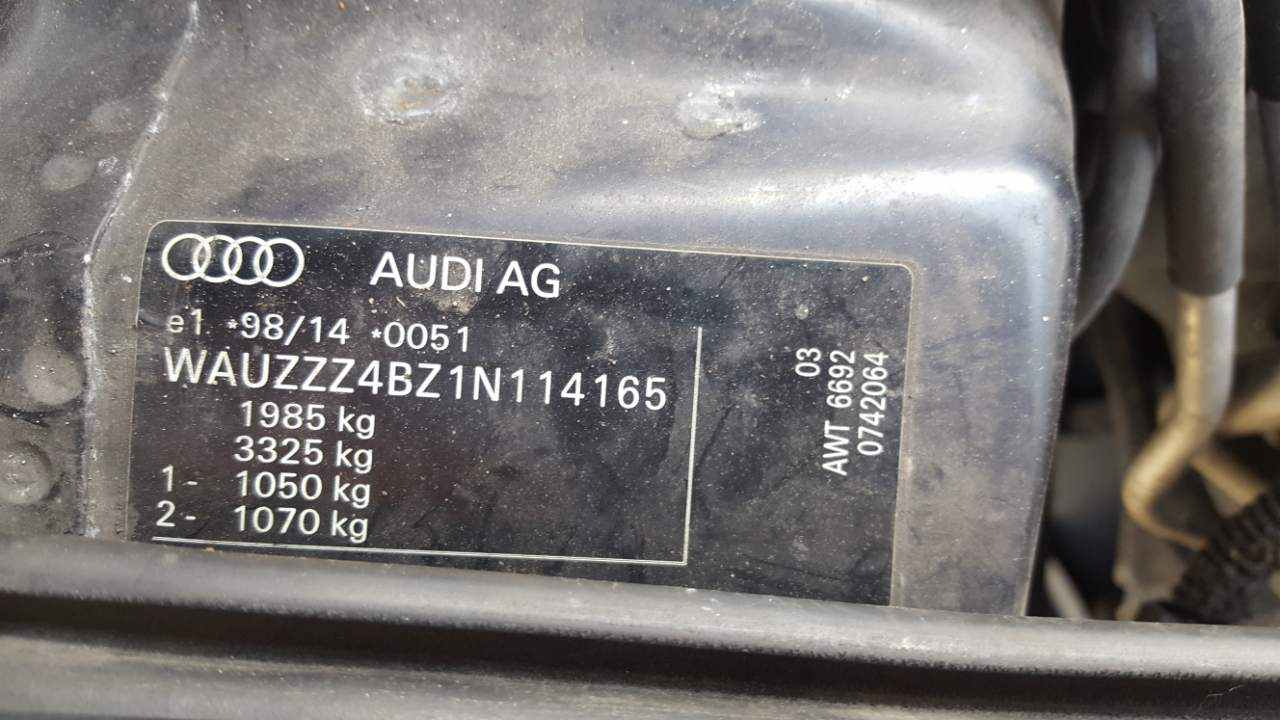 AUDI AG
e1 *98/14 *0051
WAUZZZ4BZ1N114165
1985 kg
3325 kg
1- 1050 kg
2- 1070 kg
03
AWT 6692
0742064